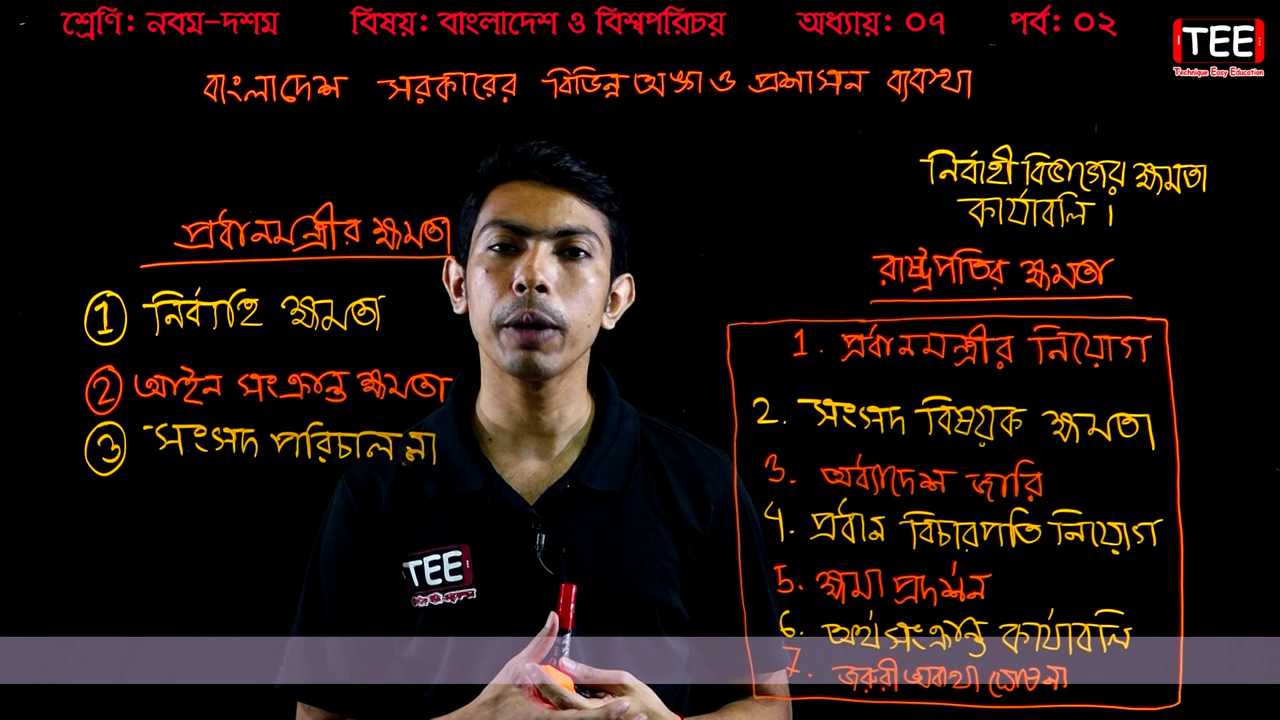 শ্রেণি: নবম-দশম বিষয়: বাংলাদেশ ও বিশ্বপরিচয় অধ্যায়: ০৭ পর্ব: ০২
TEE
Technique Easy Education
বাংলাদেশ সরকারের বিভিন্ন অঙ্গ ও প্রশাসন ব্যবস্থা
নির্বাহী বিভাগের ক্ষমতা
কার্যাবলি।
প্রধানমন্ত্রীর ক্ষমতা
① নির্বাহি ক্ষমতা
② আইন সংক্রান্ত ক্ষমতা
③ সংসদ পরিচালনা
রাষ্ট্রপতির ক্ষমতা
1. প্রধানমন্ত্রীর নিয়োগ
2. সংসদ বিষয়ক ক্ষমতা
3. অধ্যাদেশ জারি
4. প্রধান বিচারপতি নিয়োগ
5. ক্ষমা প্রদর্শন
6. অর্থ সংক্রান্ত কার্যাবলি
7. জরুরী অবস্থা ঘোষনা
TEE